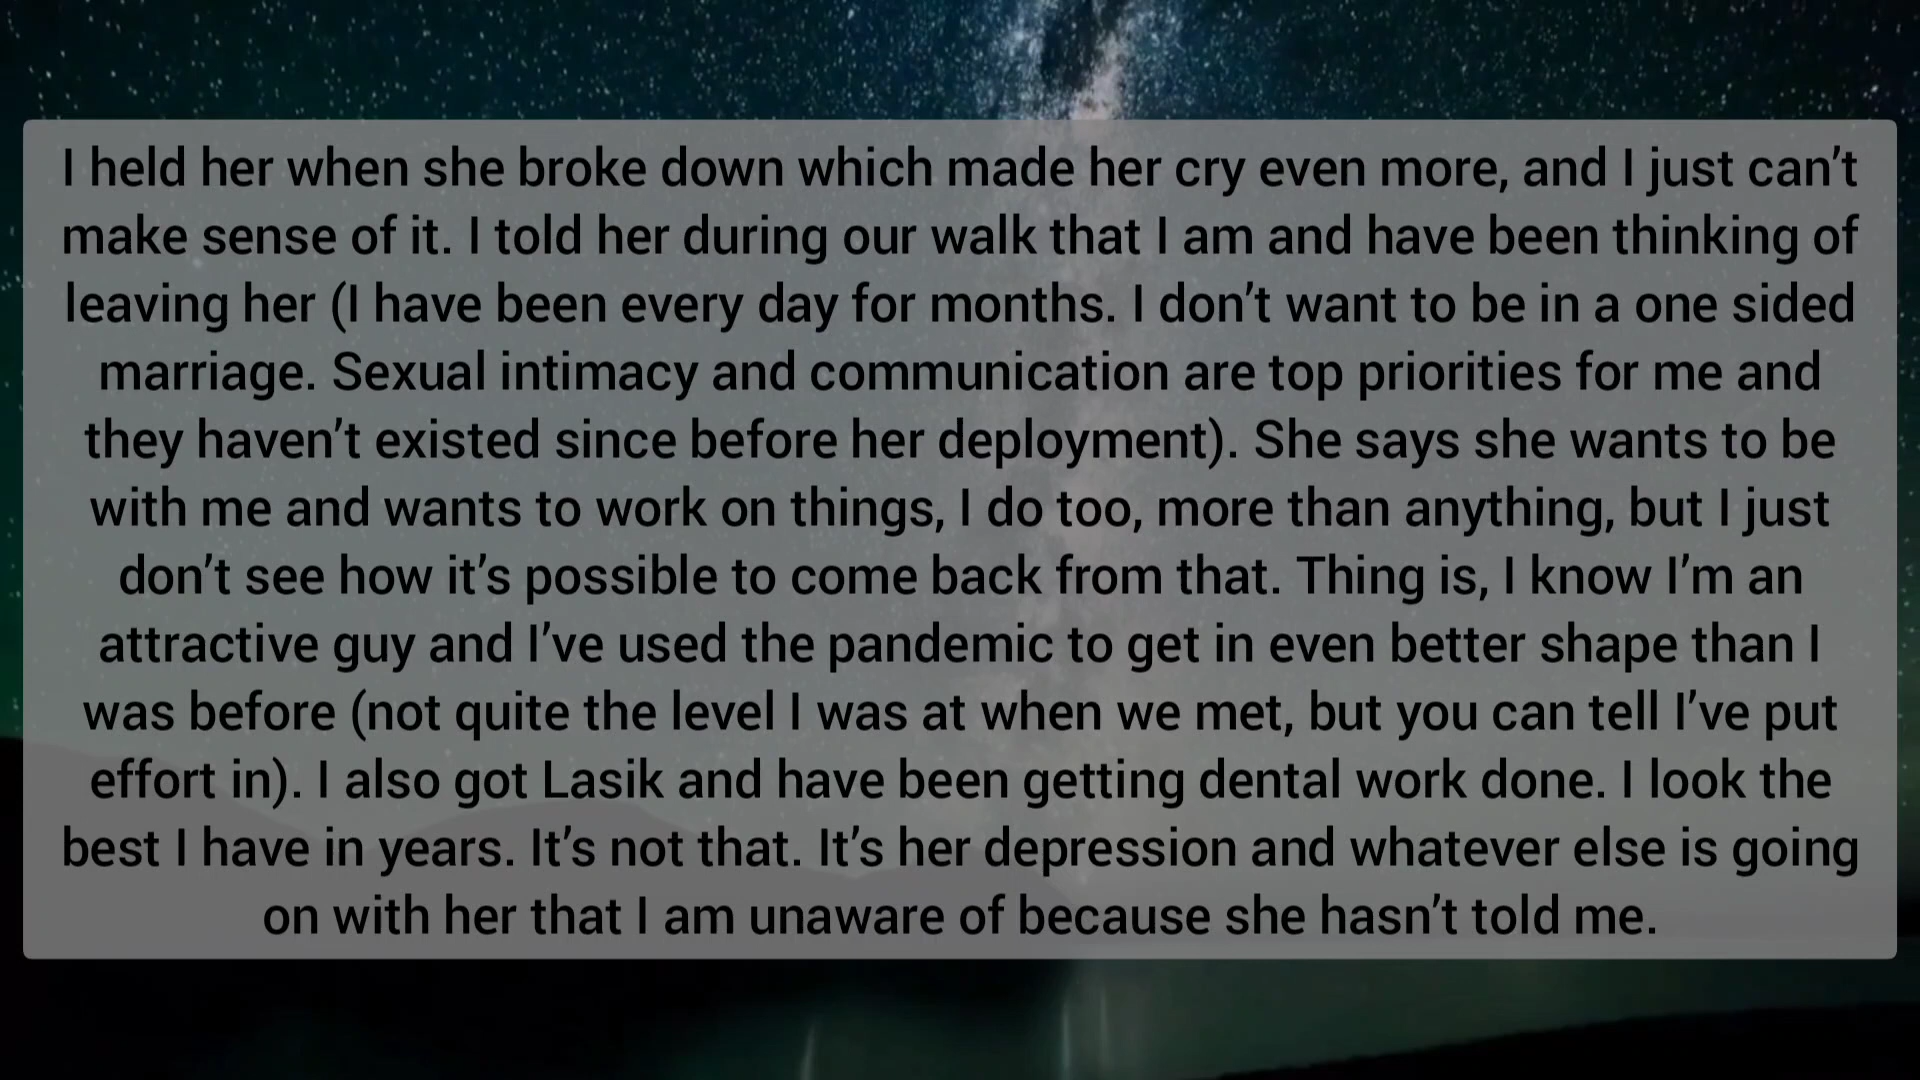 I held her when she broke down which made her cry even more, and I just can’t
make sense of it. I told her during our walk that I am and have been thinking of
leaving her (I have been every day for months. I don’t want to be in a one sided
marriage. Sexual intimacy and communication are top priorities for me and
they haven’t existed since before her deployment). She says she wants to be
with me and wants to work on things, I do too, more than anything, but I just
don’t see how it’s possible to come back from that. Thing is, I know I’m an
attractive guy and I’ve used the pandemic to get in even better shape than I
was before (not quite the level I was at when we met, but you can tell I’ve put
effort in). I also got Lasik and have been getting dental work done. I look the
best I have in years. It’s not that. It’s her depression and whatever else is going
on with her that I am unaware of because she hasn’t told me.